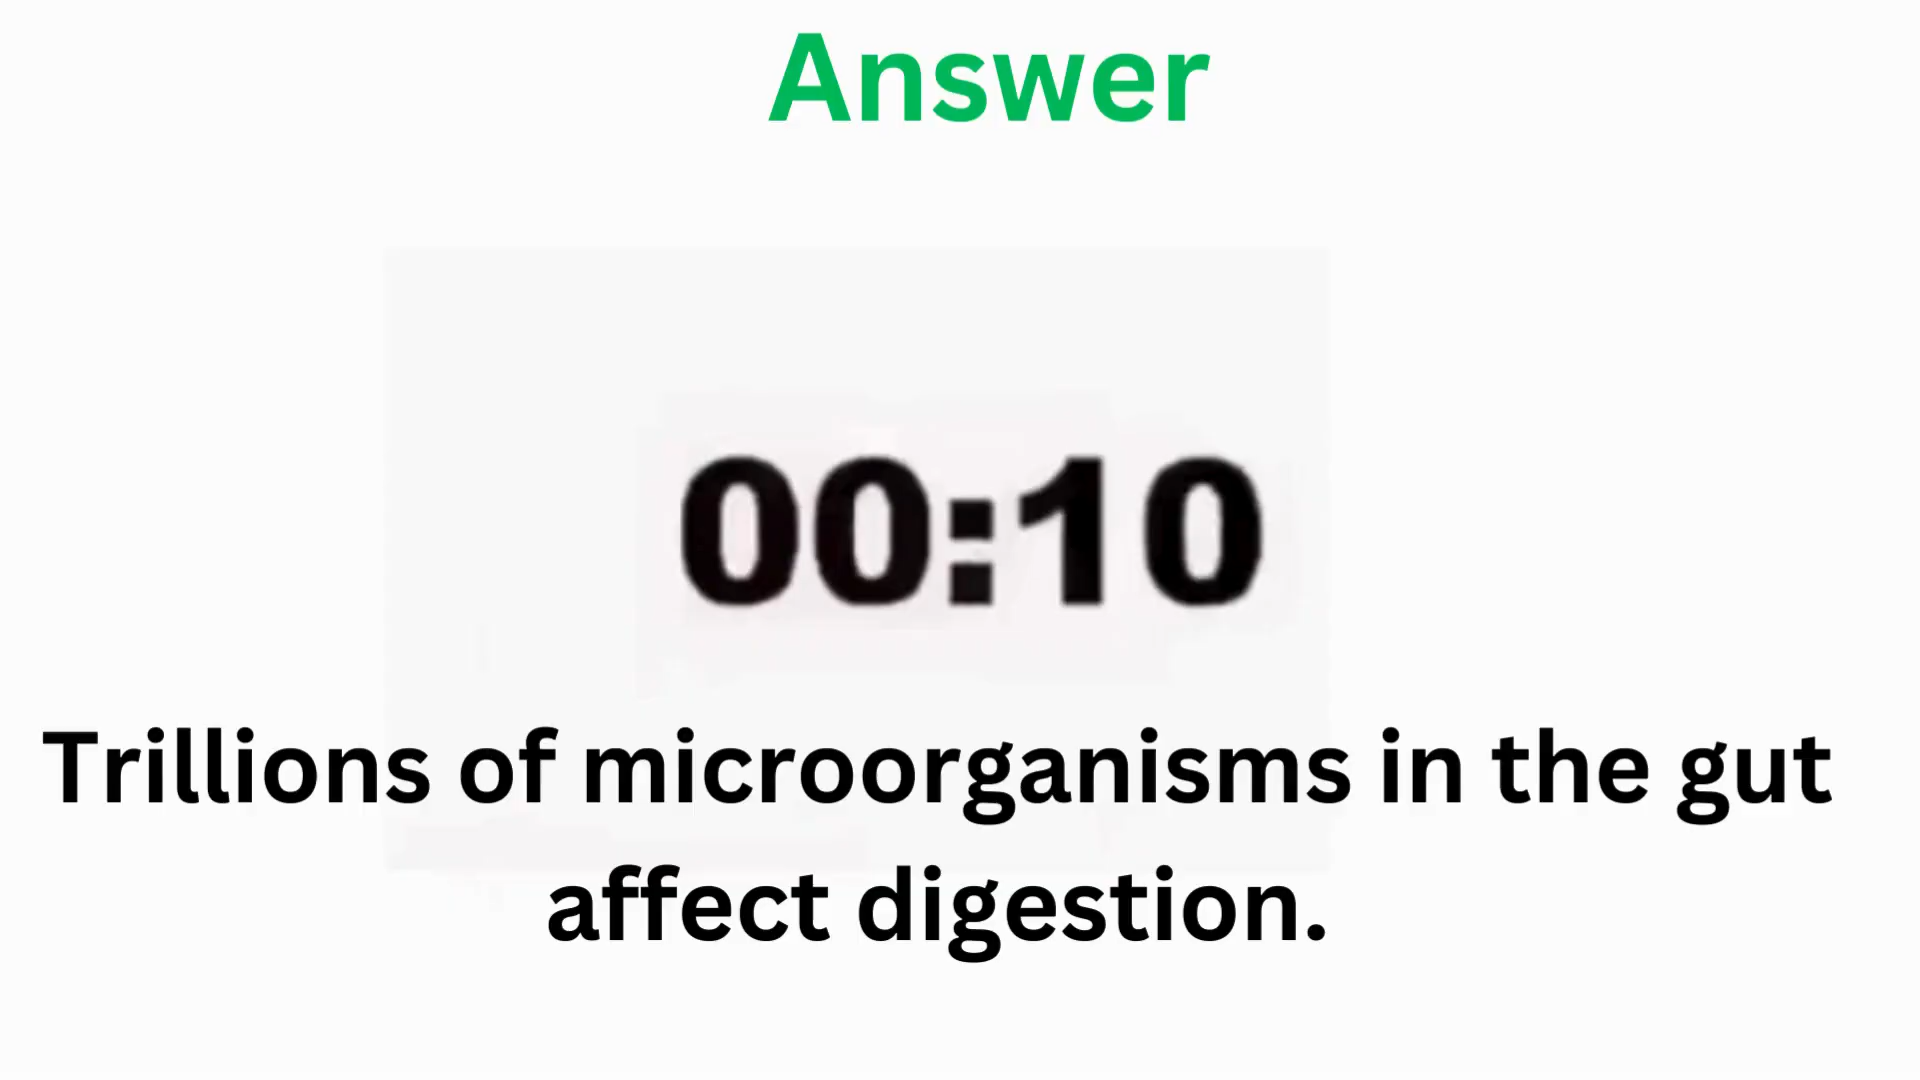 Answer
00:10
Trillions of microorganisms in the gut
affect digestion.